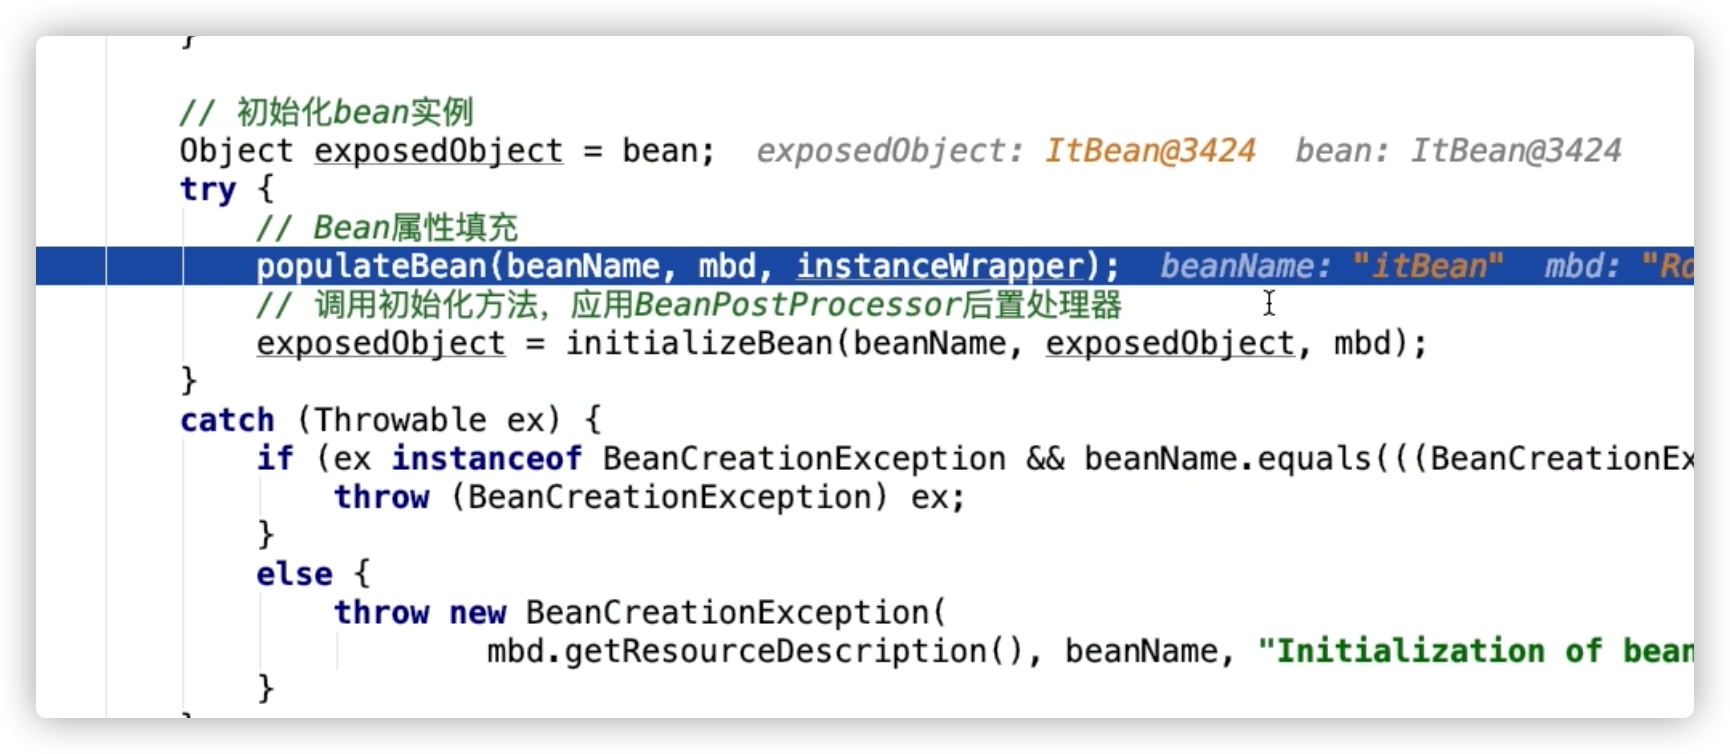 }
// 初始化bean实例
Object exposedObject = bean;  exposedObject: ItBean@3424  bean: ItBean@3424
try {
// Bean属性填充
populateBean(beanName, mbd, instanceWrapper);  beanName: "itBean"  mbd: "Ro
// 调用初始化方法，应用BeanPostProcessor后置处理器
exposedObject = initializeBean(beanName, exposedObject, mbd);
}
catch (Throwable ex) {
if (ex instanceof BeanCreationException && beanName.equals(((BeanCreationEx
throw (BeanCreationException) ex;
}
else {
throw new BeanCreationException(
mbd.getResourceDescription(), beanName, "Initialization of bean
}
}